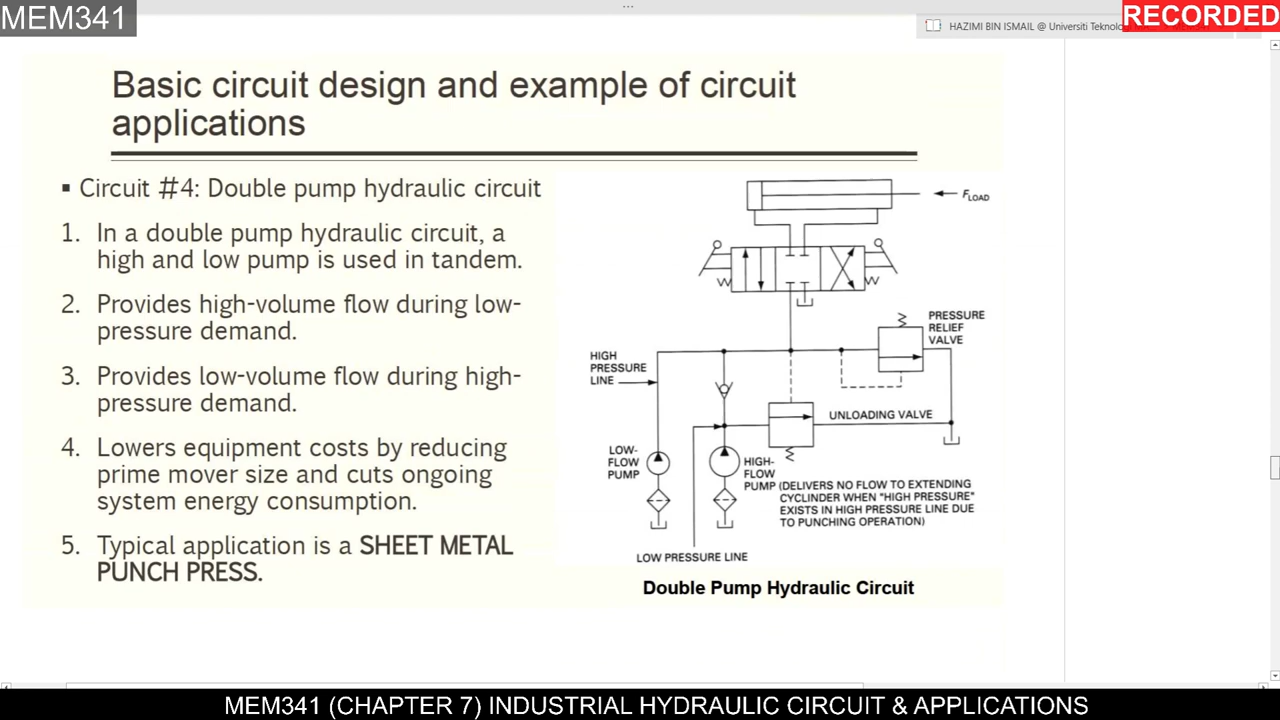 MEM341
...
HAZIMI BIN ISMAIL @ Universiti
RECORDED
Basic circuit design and example of circuit
applications
▪ Circuit #4: Double pump hydraulic circuit
1. In a double pump hydraulic circuit, a
high and low pump is used in tandem.
2. Provides high-volume flow during low-
pressure demand.
3. Provides low-volume flow during high-
pressure demand.
4. Lowers equipment costs by reducing
prime mover size and cuts ongoing
system energy consumption.
5. Typical application is a SHEET METAL
PUNCH PRESS.
FLOAD
PRESSURE
RELIEF
VALVE
HIGH
PRESSURE
LINE
UNLOADING VALVE
LOW-
FLOW
PUMP
HIGH-
FLOW
PUMP (DELIVERS NO FLOW TO EXTENDING
CYLINDER WHEN "HIGH PRESSURE"
EXISTS IN HIGH PRESSURE LINE DUE
TO PUNCHING OPERATION)
LOW PRESSURE LINE
Double Pump Hydraulic Circuit
MEM341 (CHAPTER 7) INDUSTRIAL HYDRAULIC CIRCUIT & APPLICATIONS